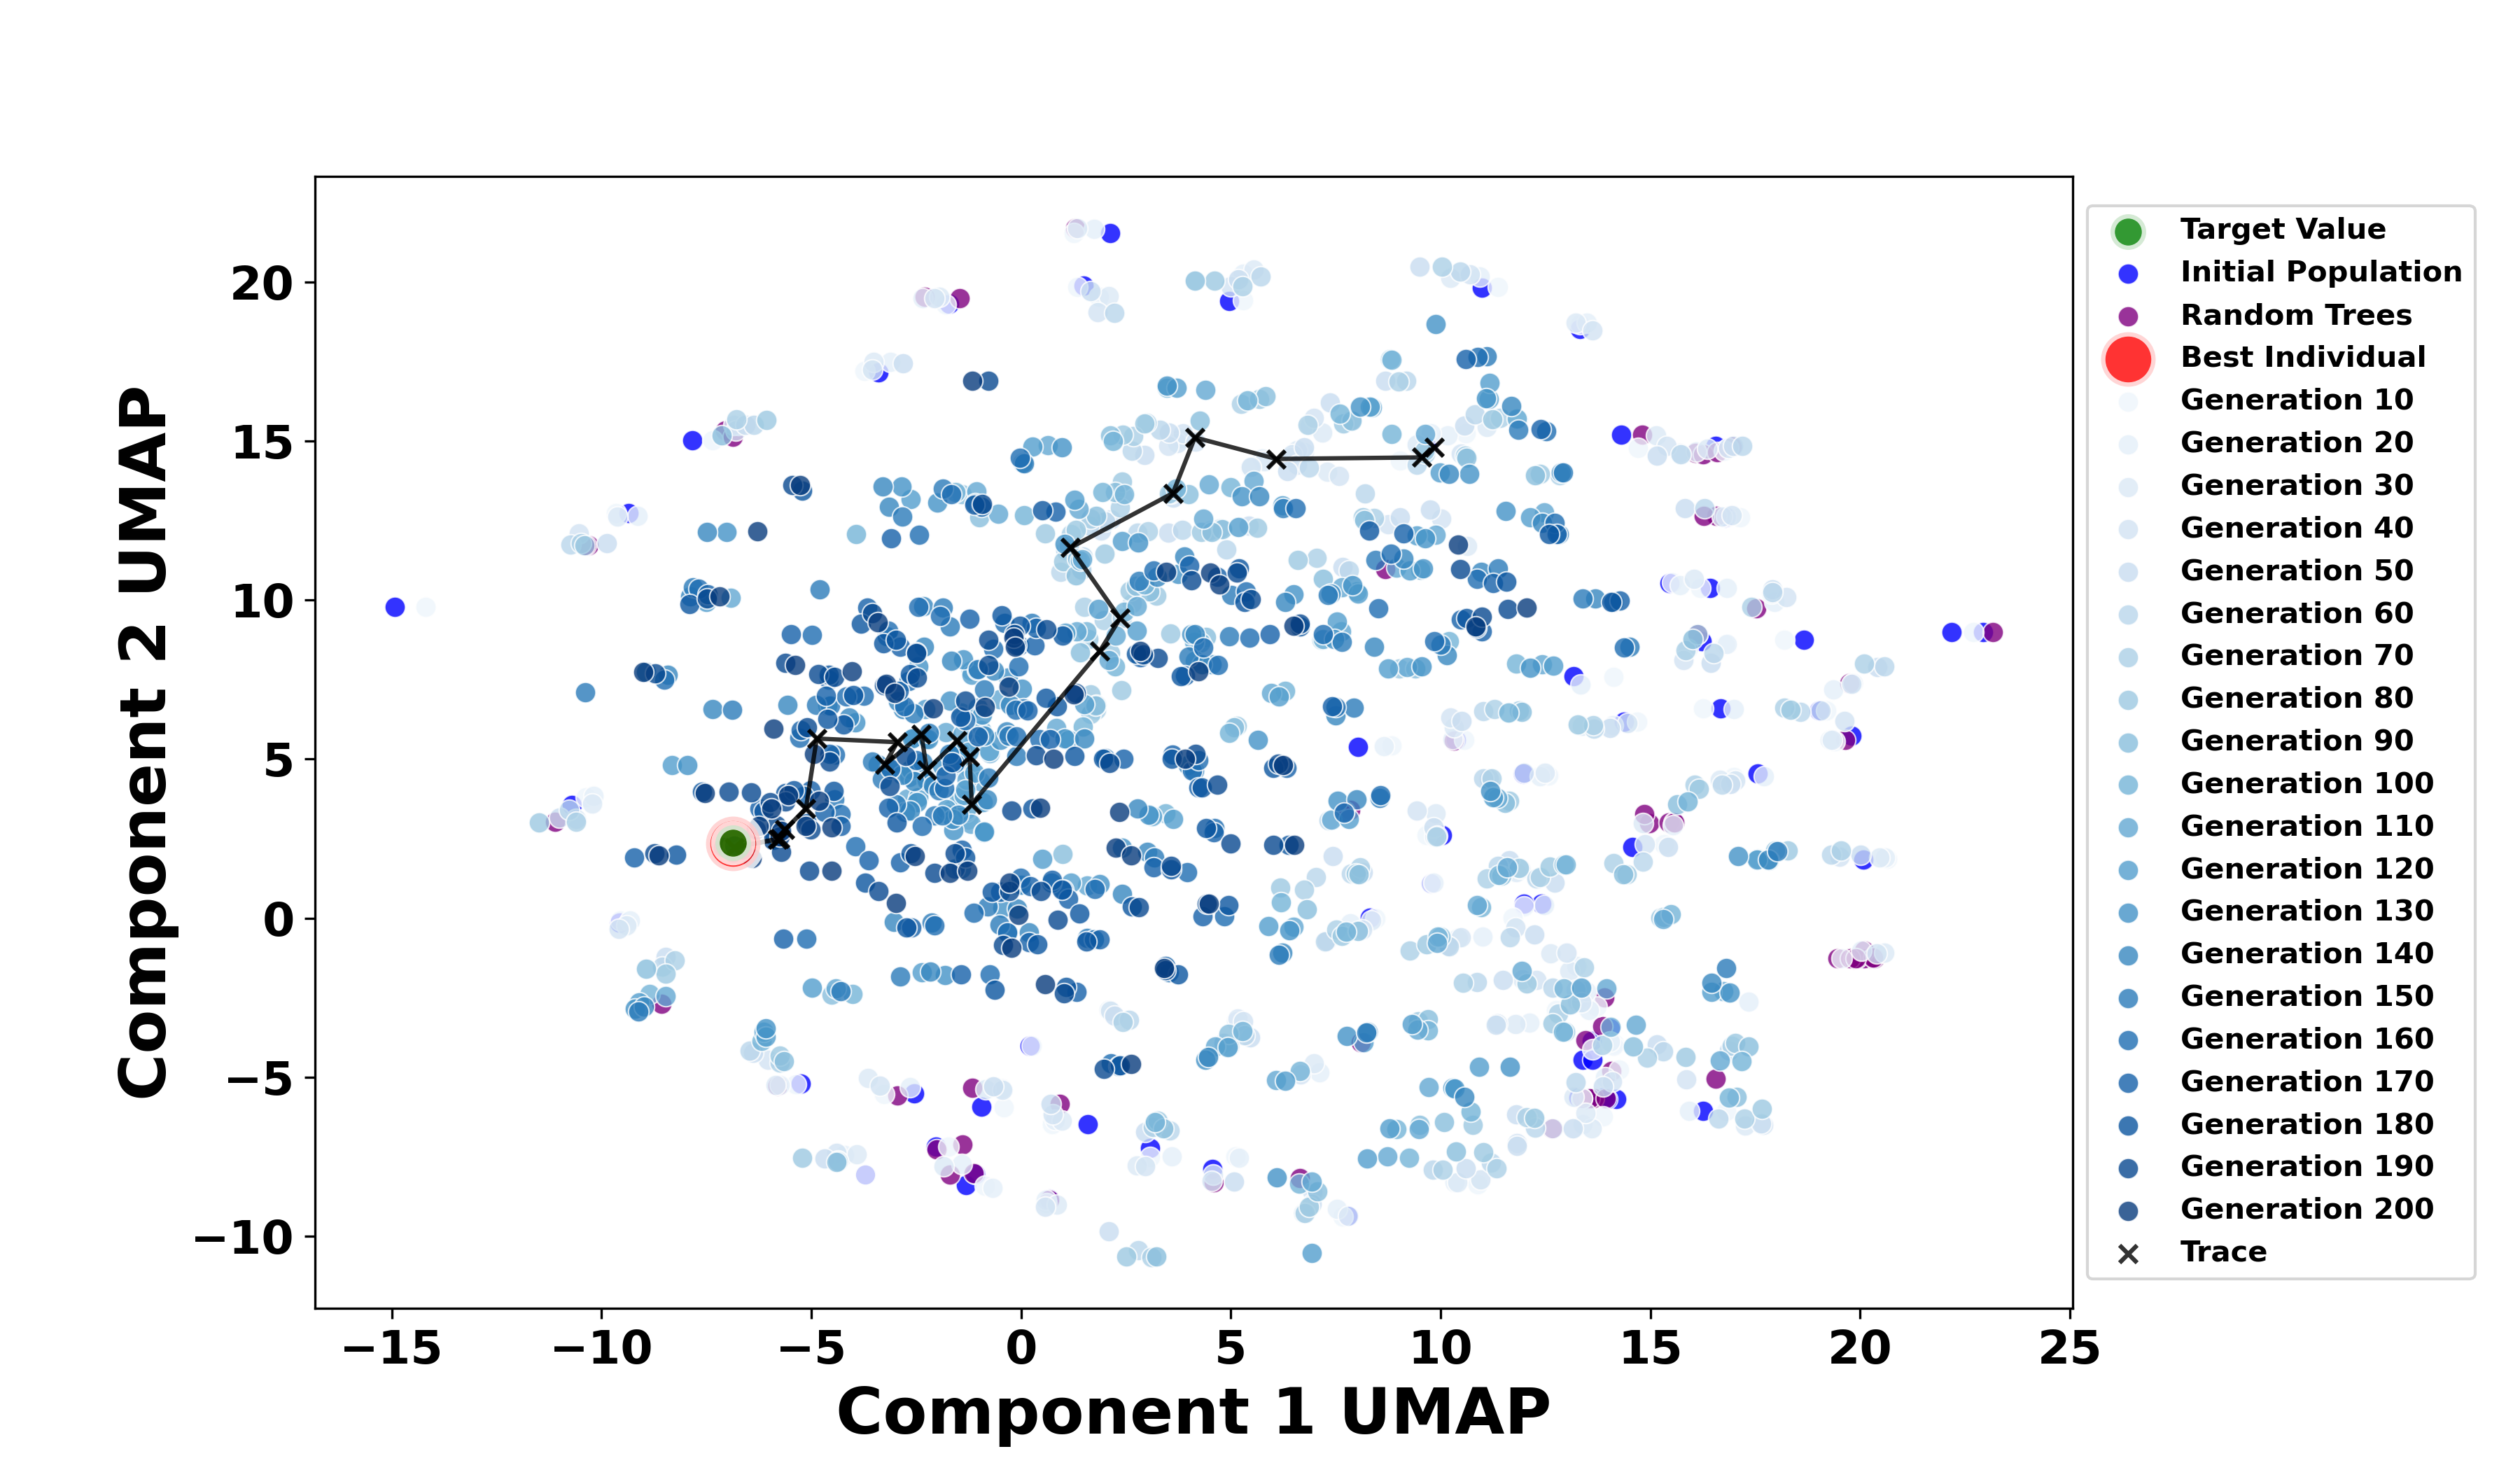 Component 2 UMAP
20
15
10
5
0
−5
−10
−15
−10
−5
0
5
10
15
20
25
Component 1 UMAP
Target Value
Initial Population
Random Trees
Best Individual
Generation 10
Generation 20
Generation 30
Generation 40
Generation 50
Generation 60
Generation 70
Generation 80
Generation 90
Generation 100
Generation 110
Generation 120
Generation 130
Generation 140
Generation 150
Generation 160
Generation 170
Generation 180
Generation 190
Generation 200
Trace